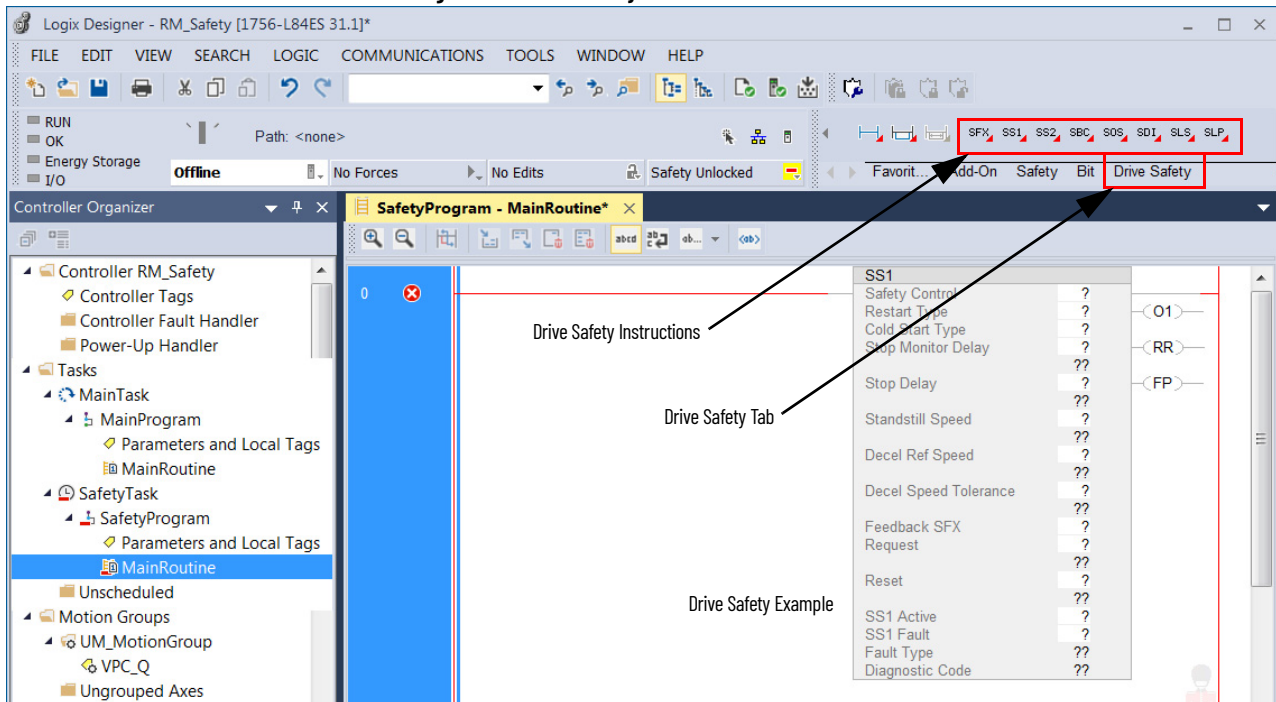 Logix Designer - RM_Safety [1756-L84ES 31.1]*
FILE EDIT VIEW SEARCH LOGIC COMMUNICATIONS TOOLS WINDOW HELP
RUN
OK
Energy Storage
I/O
Path: <none>
Offline
No Forces
No Edits
Safety Unlocked
SFX SS1 SS2 SBC SOS SDI SLS SLP
Favorit... Add-On Safety Bit Drive Safety
Controller Organizer
SafetyProgram - MainRoutine*
abcd
ab
c
ab...
<ab>
Controller RM_Safety
Controller Tags
Controller Fault Handler
Power-Up Handler
Tasks
MainTask
MainProgram
Parameters and Local Tags
MainRoutine
SafetyTask
SafetyProgram
Parameters and Local Tags
MainRoutine
Unscheduled
Motion Groups
UM_MotionGroup
VPC_Q
Ungrouped Axes
0
Drive Safety Instructions
Drive Safety Tab
Drive Safety Example
SS1
Safety Control ?
Restart Type ?
Cold Start Type ?
Stop Monitor Delay ?
??
Stop Delay ?
??
Standstill Speed ?
??
Decel Ref Speed ?
??
Decel Speed Tolerance ?
??
Feedback SFX ?
Request ?
??
Reset ?
??
SS1 Active ?
SS1 Fault ?
Fault Type ??
Diagnostic Code ??
O1
RR
FP